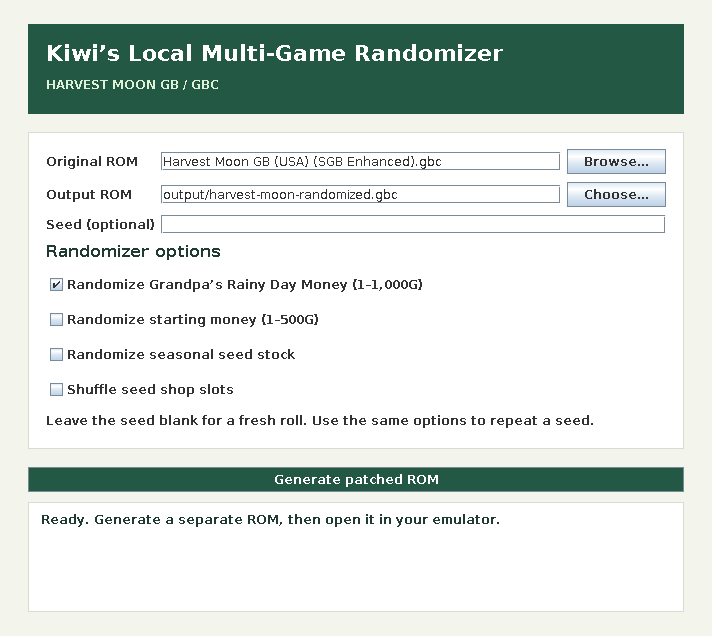 Kiwi’s Local Multi-Game Randomizer
HARVEST MOON GB / GBC
Original ROM Harvest Moon GB (USA) (SGB Enhanced).gbc Browse...
Output ROM output/harvest-moon-randomized.gbc Choose...
Seed (optional)
Randomizer options
Randomize Grandpa’s Rainy Day Money (1–1,000G)
Randomize starting money (1–500G)
Randomize seasonal seed stock
Shuffle seed shop slots
Leave the seed blank for a fresh roll. Use the same options to repeat a seed.
Generate patched ROM
Ready. Generate a separate ROM, then open it in your emulator.